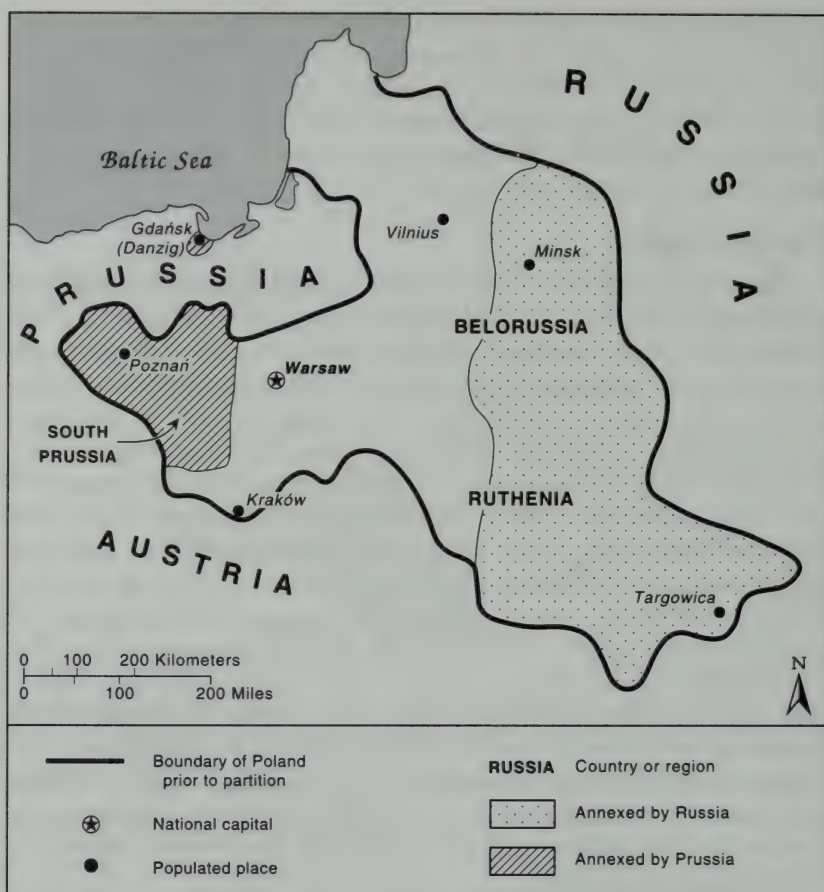 RUSSIA
Baltic Sea
Gdańsk
(Danzig)
Vilnius
Minsk
PRUSSIA
BELORUSSIA
Poznań
Warsaw
SOUTH
PRUSSIA
RUTHENIA
Kraków
AUSTRIA
Targowica
0 100 200 Kilometers
0 100 200 Miles
N
Boundary of Poland
prior to partition
National capital
Populated place
RUSSIA Country or region
Annexed by Russia
Annexed by Prussia